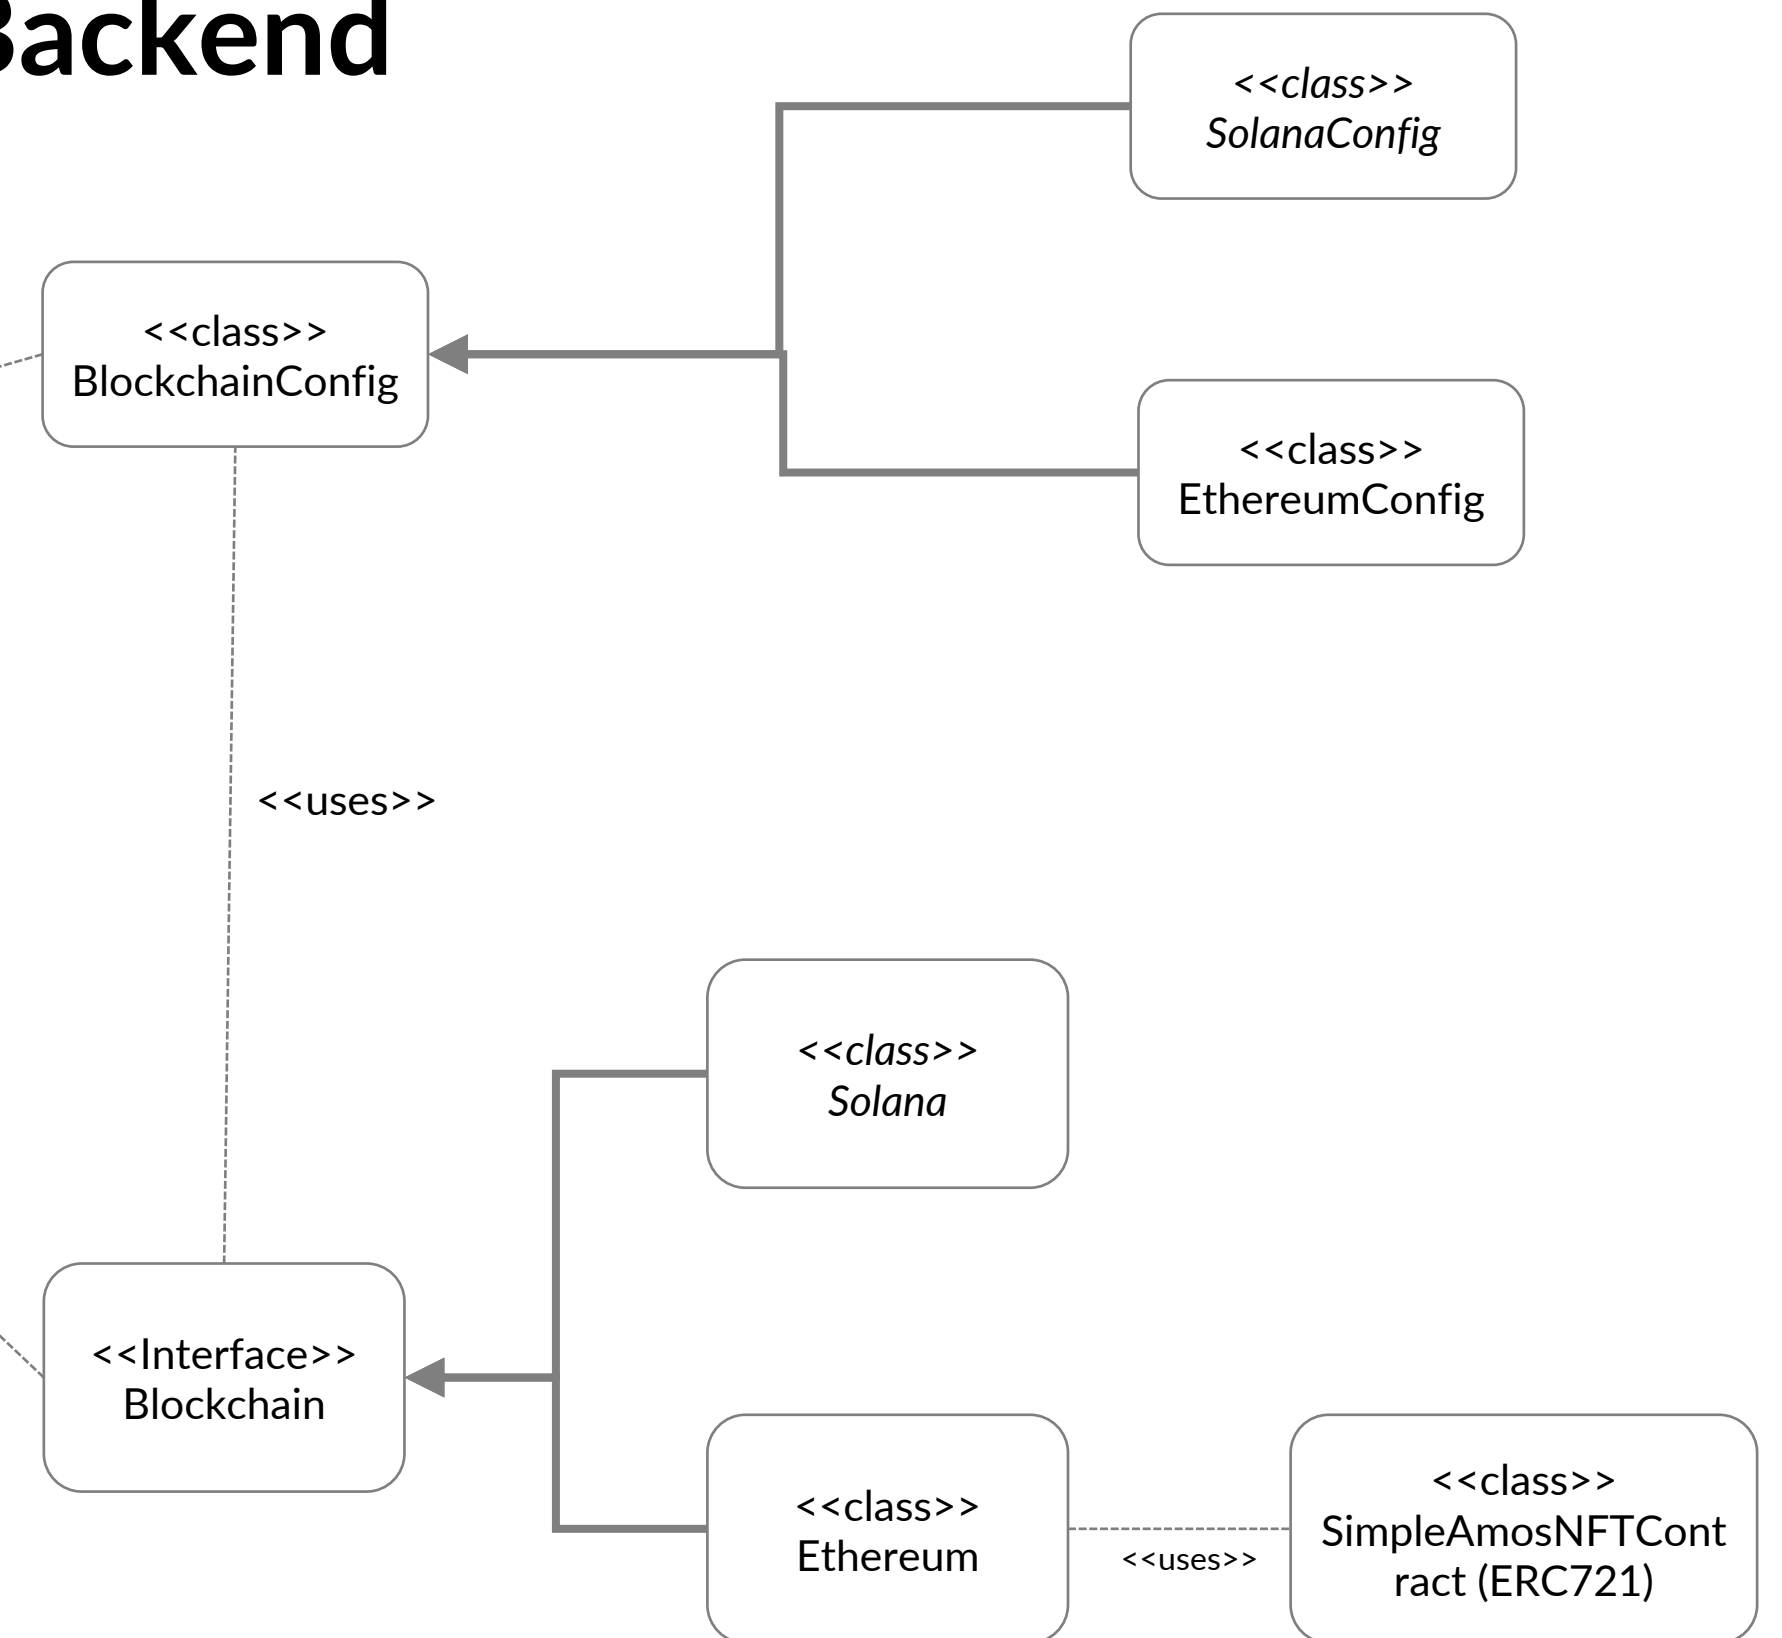 Backend
<<class>>
SolanaConfig
<<class>>
BlockchainConfig
<<class>>
EthereumConfig
<<uses>>
<<class>>
Solana
<<Interface>>
Blockchain
<<class>>
Ethereum
<<uses>>
<<class>>
SimpleAmosNFTCont
ract (ERC721)